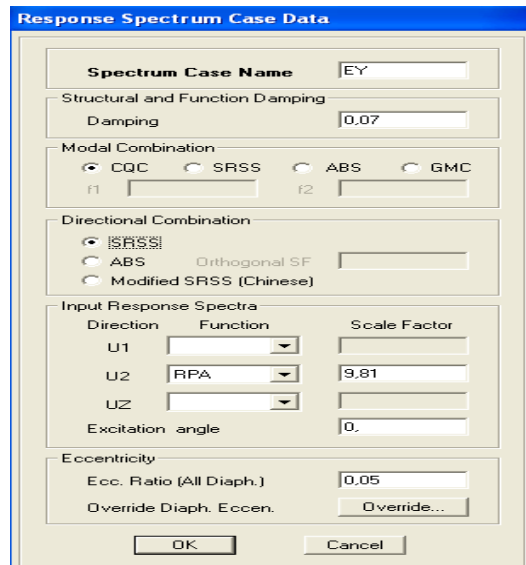 Response Spectrum Case Data
Spectrum Case Name EY
Structural and Function Damping
Damping 0,07
Modal Combination
CQC SRSS ABS GMC
f1 f2
Directional Combination
SRSS
ABS Orthogonal SF
Modified SRSS (Chinese)
Input Response Spectra
Direction Function Scale Factor
U1
U2 RPA 9,81
UZ
Excitation angle 0,
Eccentricity
Ecc. Ratio (All Diaph.) 0,05
Override Diaph. Eccen. Override...
OK Cancel